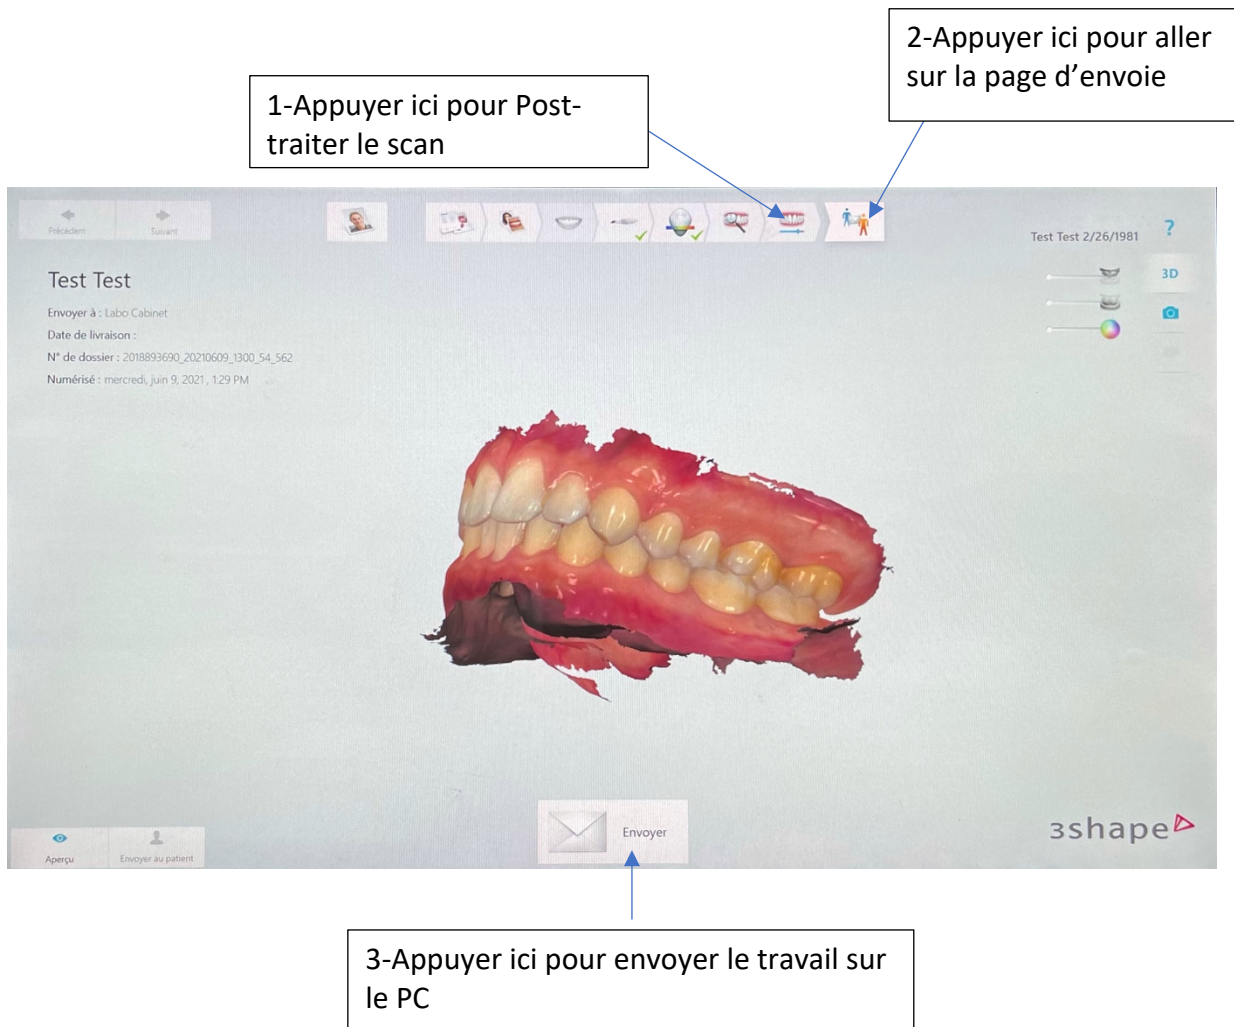 2-Appuyer ici pour aller
sur la page d’envoie
1-Appuyer ici pour Post-
traiter le scan
Précédent
Suivant
Test Test 2/26/1981
?
3D
Test Test
Envoyer à : Labo Cabinet
Date de livraison :
N° de dossier : 2018893690_20210609_1300_54_562
Numérisé : mercredi, juin 9, 2021 , 1:29 PM
Envoyer
3shape
Aperçu
Envoyer au patient
3-Appuyer ici pour envoyer le travail sur
le PC